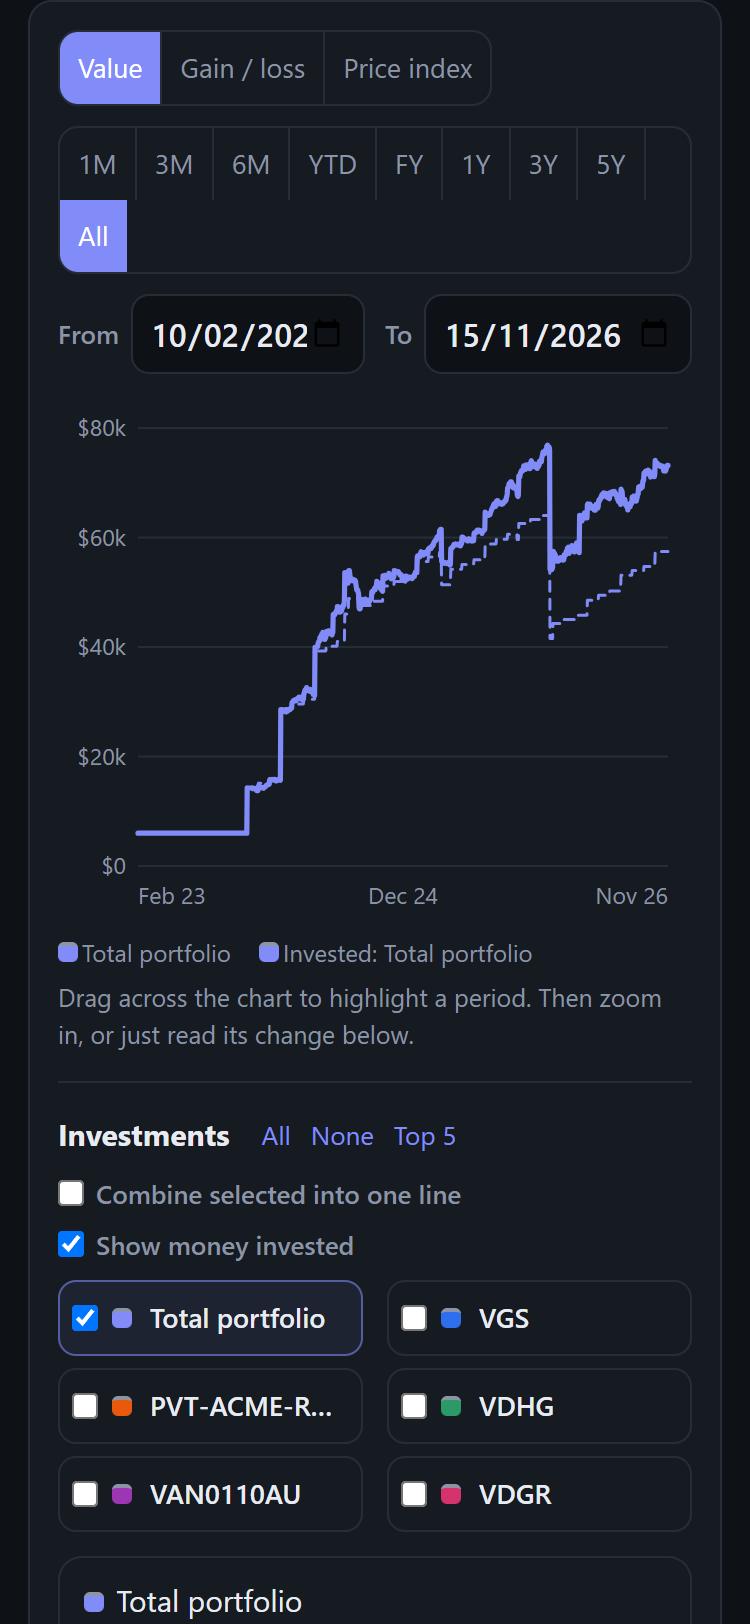 Value Gain / loss Price index
1M 3M 6M YTD FY 1Y 3Y 5Y
All
From 10/02/202 To 15/11/2026
$80k
$60k
$40k
$20k
$0
Feb 23 Dec 24 Nov 26
Total portfolio Invested: Total portfolio
Drag across the chart to highlight a period. Then zoom
in, or just read its change below.
Investments All None Top 5
Combine selected into one line
Show money invested
Total portfolio VGS
PVT-ACME-R... VDHG
VAN0110AU VDGR
Total portfolio